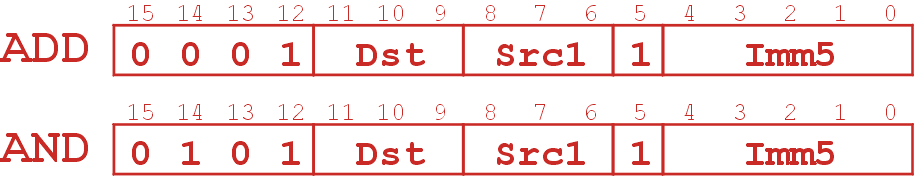 15 14 13 12 11 10 9 8 7 6 5 4 3 2 1 0
ADD 0 0 0 1 Dst Src1 1 Imm5
15 14 13 12 11 10 9 8 7 6 5 4 3 2 1 0
AND 0 1 0 1 Dst Src1 1 Imm5